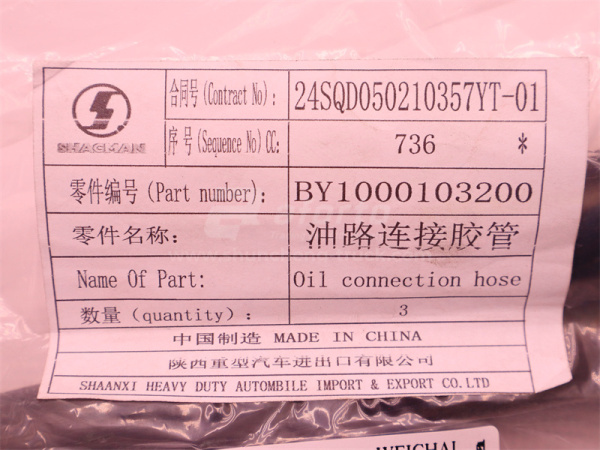 SHACMAN
合同号(Contract No):
24SQD050210357YT-01
序号(Sequence No)CC:
736 *
零件编号(Part number):
BY1000103200
零件名称:
油路连接胶管
Name Of Part:
Oil connection hose
数量(quantity):
3
中国制造 MADE IN CHINA
陕西重型汽车进出口有限公司
SHAANXI HEAVY DUTY AUTOMBILE IMPORT & EXPORT CO.LTD
WEICHAI